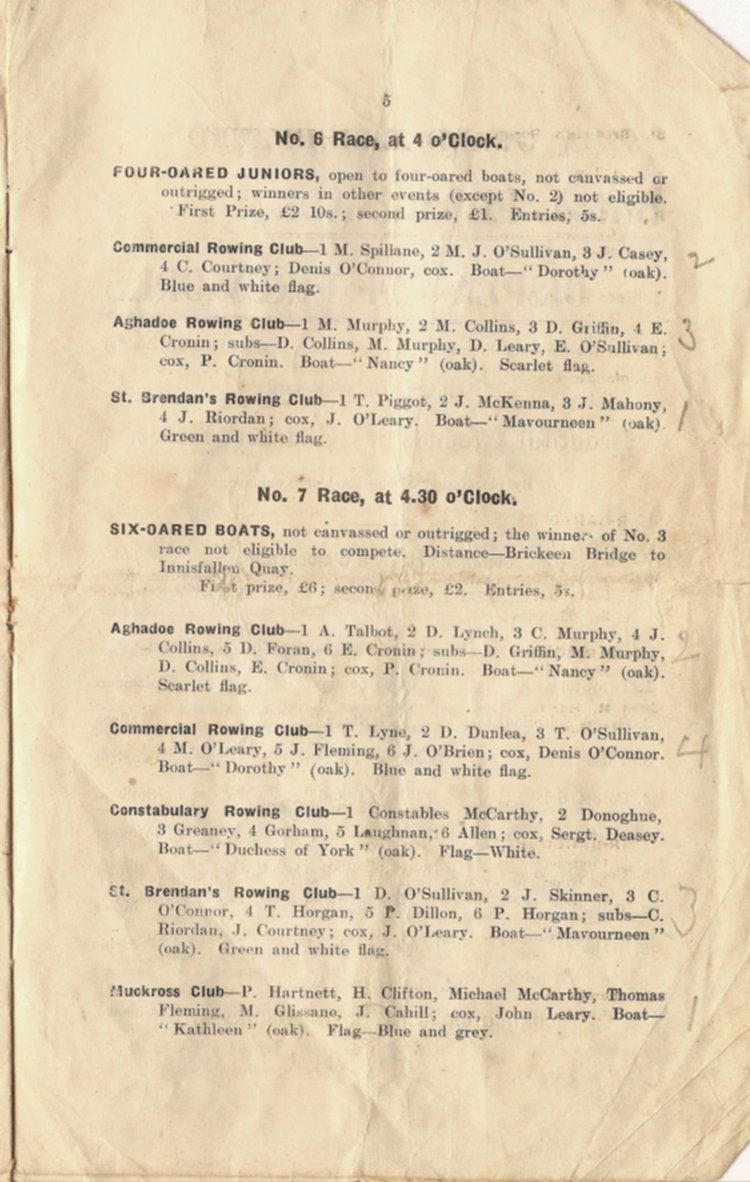 5
No. 6 Race, at 4 o'Clock.
FOUR-OARED JUNIORS, open to four-oared boats, not canvassed or
outrigged; winners in other events (except No. 2) not eligible.
First Prize, £2 10s.; second prize, £1. Entries, 5s.
Commercial Rowing Club—1 M. Spillane, 2 M. J. O'Sullivan, 3 J. Casey, 2
4 C. Courtney; Denis O'Connor, cox. Boat—"Dorothy" (oak).
Blue and white flag.
Aghadoe Rowing Club—1 M. Murphy, 2 M. Collins, 3 D. Griffin, 4 E. 3
Cronin; subs—D. Collins, M. Murphy, D. Leary, E. O'Sullivan;
cox, P. Cronin. Boat—"Nancy" (oak). Scarlet flag.
St. Brendan's Rowing Club—1 T. Piggot, 2 J. McKenna, 3 J. Mahony, 1
4 J. Riordan; cox, J. O'Leary. Boat—"Mavourneen" (oak)
Green and white flag.
No. 7 Race, at 4.30 o'Clock.
SIX-OARED BOATS, not canvassed or outrigged; the winners of No. 3
race not eligible to compete. Distance—Brickeen Bridge to
Innisfallen Quay.
First prize, £6; second prize, £2. Entries, 5s.
Aghadoe Rowing Club—1 A. Talbot, 2 D. Lynch, 3 C. Murphy, 4 J. 2
Collins, 5 D. Foran, 6 E. Cronin; subs—D. Griffin, M. Murphy,
D. Collins, E. Cronin; cox, P. Cronin. Boat—"Nancy" (oak).
Scarlet flag.
Commercial Rowing Club—1 T. Lyne, 2 D. Dunlea, 3 T. O'Sullivan, 4
4 M. O'Leary, 5 J. Fleming, 6 J. O'Brien; cox, Denis O'Connor.
Boat—"Dorothy" (oak). Blue and white flag.
Constabulary Rowing Club—1 Constables McCarthy, 2 Donoghue,
3 Greaney, 4 Gorham, 5 Laughnan, 6 Allen; cox, Sergt. Deasey.
Boat—"Duchess of York" (oak). Flag—White.
St. Brendan's Rowing Club—1 D. O'Sullivan, 2 J. Skinner, 3 C. 3
O'Connor, 4 T. Horgan, 5 P. Dillon, 6 P. Horgan; subs—C.
Riordan, J. Courtney; cox, J. O'Leary. Boat—"Mavourneen"
(oak). Green and white flag.
Muckross Club—P. Hartnett, H. Clifton, Michael McCarthy, Thomas 1
Fleming, M. Glissane, J. Cahill; cox, John Leary. Boat—
"Kathleen" (oak). Flag—Blue and grey.